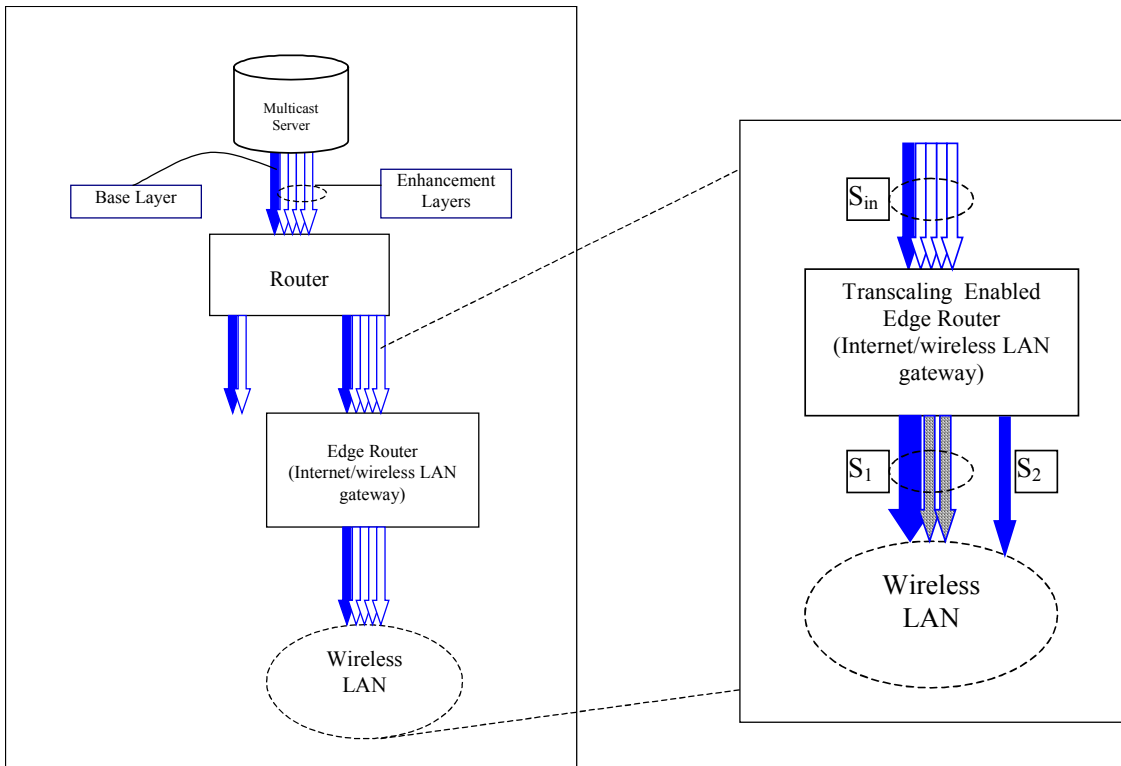 Multicast
Server
Base Layer
Enhancement
Layers
Router
Edge Router
(Internet/wireless LAN
gateway)
Wireless
LAN
Sin
Transcaling Enabled
Edge Router
(Internet/wireless LAN
gateway)
S1
S2
Wireless
LAN